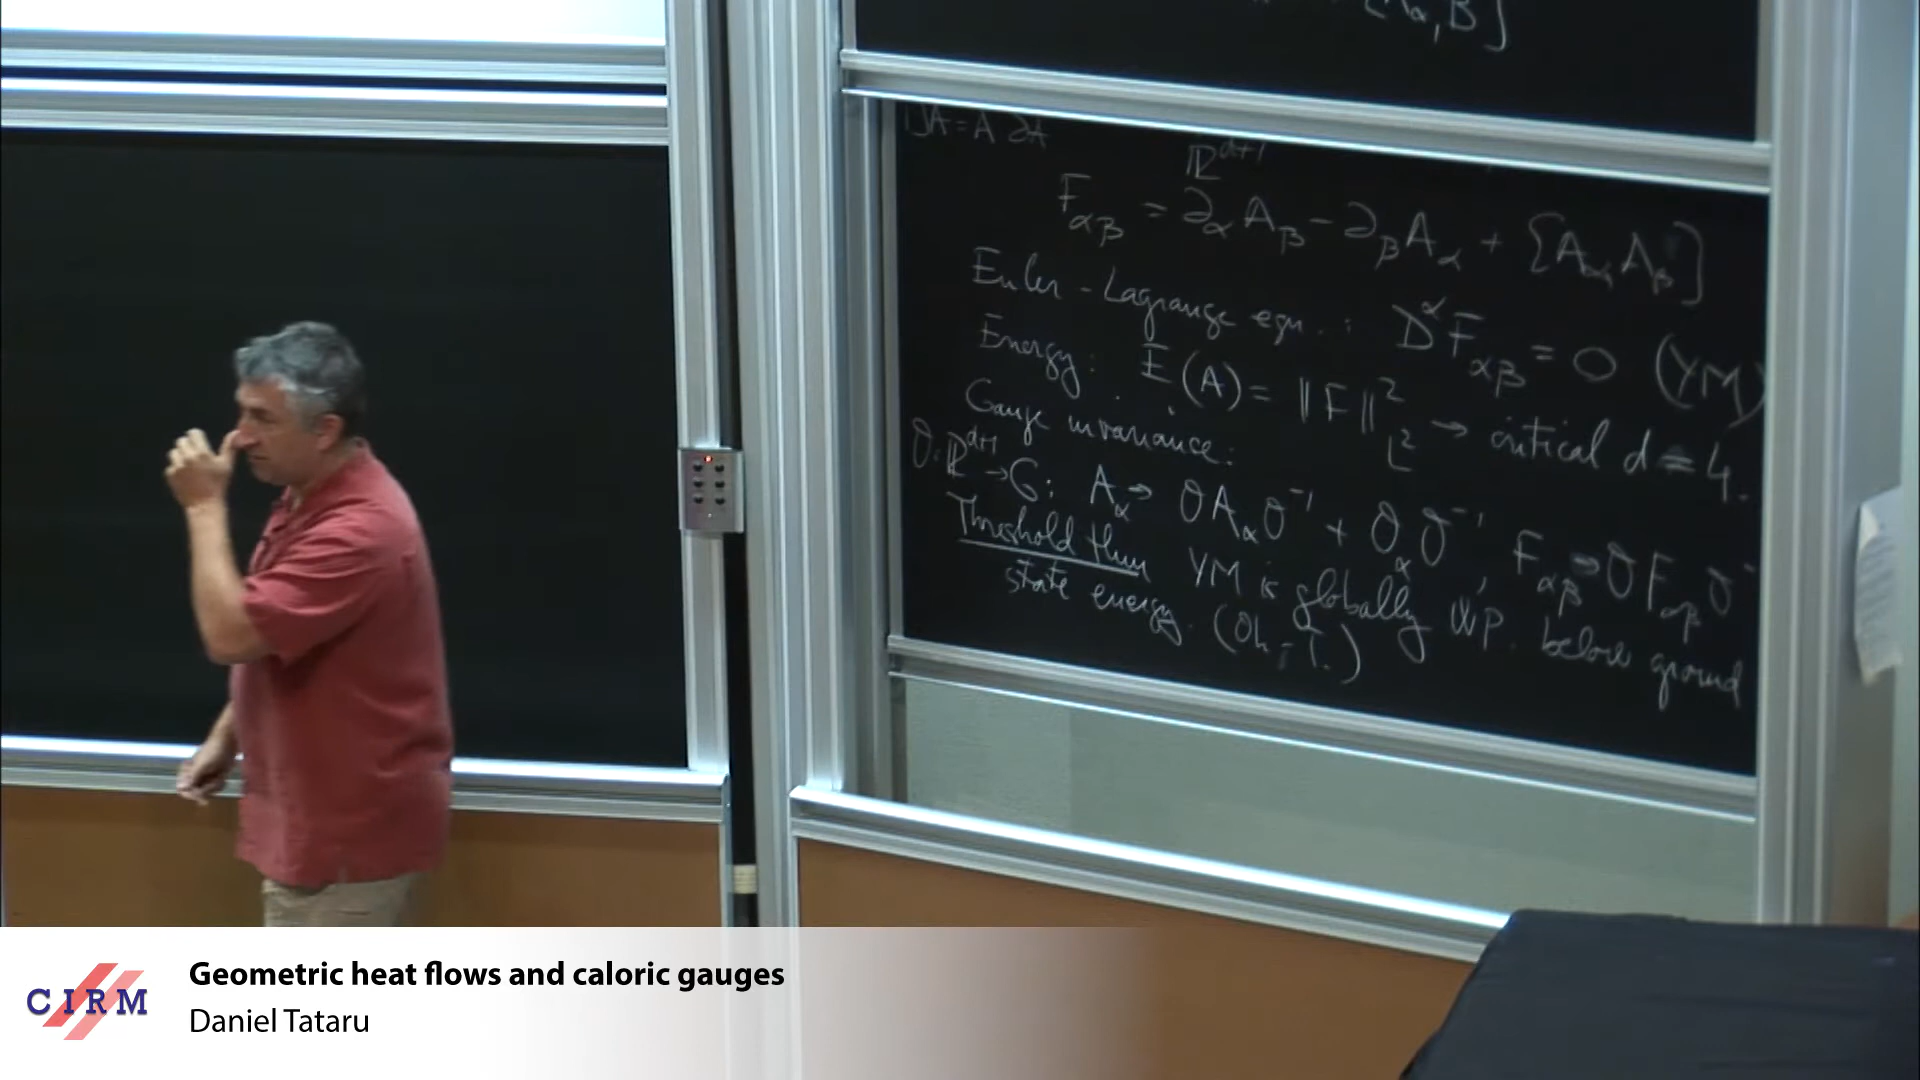 [A_α, B]
□A = A ∂A
ℝ^{d+1}
F_{αβ} = ∂_α A_β - ∂_β A_α + [A_α, A_β]
Euler-Lagrange eqn.: D^α F_{αβ} = 0 (YM)
Energy: E(A) = ‖F‖²_{L²} → critical d = 4.
Gauge invariance:
O: ℝ^{d+1} → G: A_α → O A_α O^{-1} + O_α O^{-1}, F_{αβ} → O F_{αβ} O^-
Threshold thm YM is globally WP. below ground
state energy. (Oh, -T.)
CIRM
Geometric heat flows and caloric gauges
Daniel Tataru